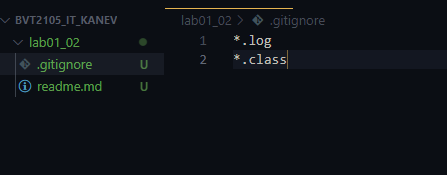 BVT2105_IT_KANEV
lab01_02
.gitignore U
readme.md U
lab01_02 > .gitignore
1 *.log
2 *.class